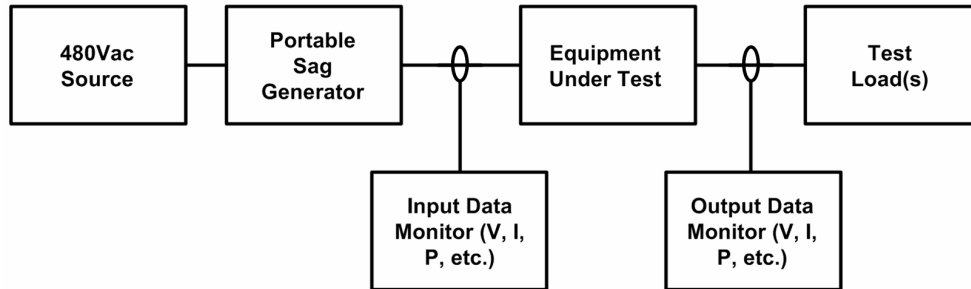 480Vac
Source
Portable
Sag
Generator
Equipment
Under Test
Test
Load(s)
Input Data
Monitor (V, I,
P, etc.)
Output Data
Monitor (V, I,
P, etc.)